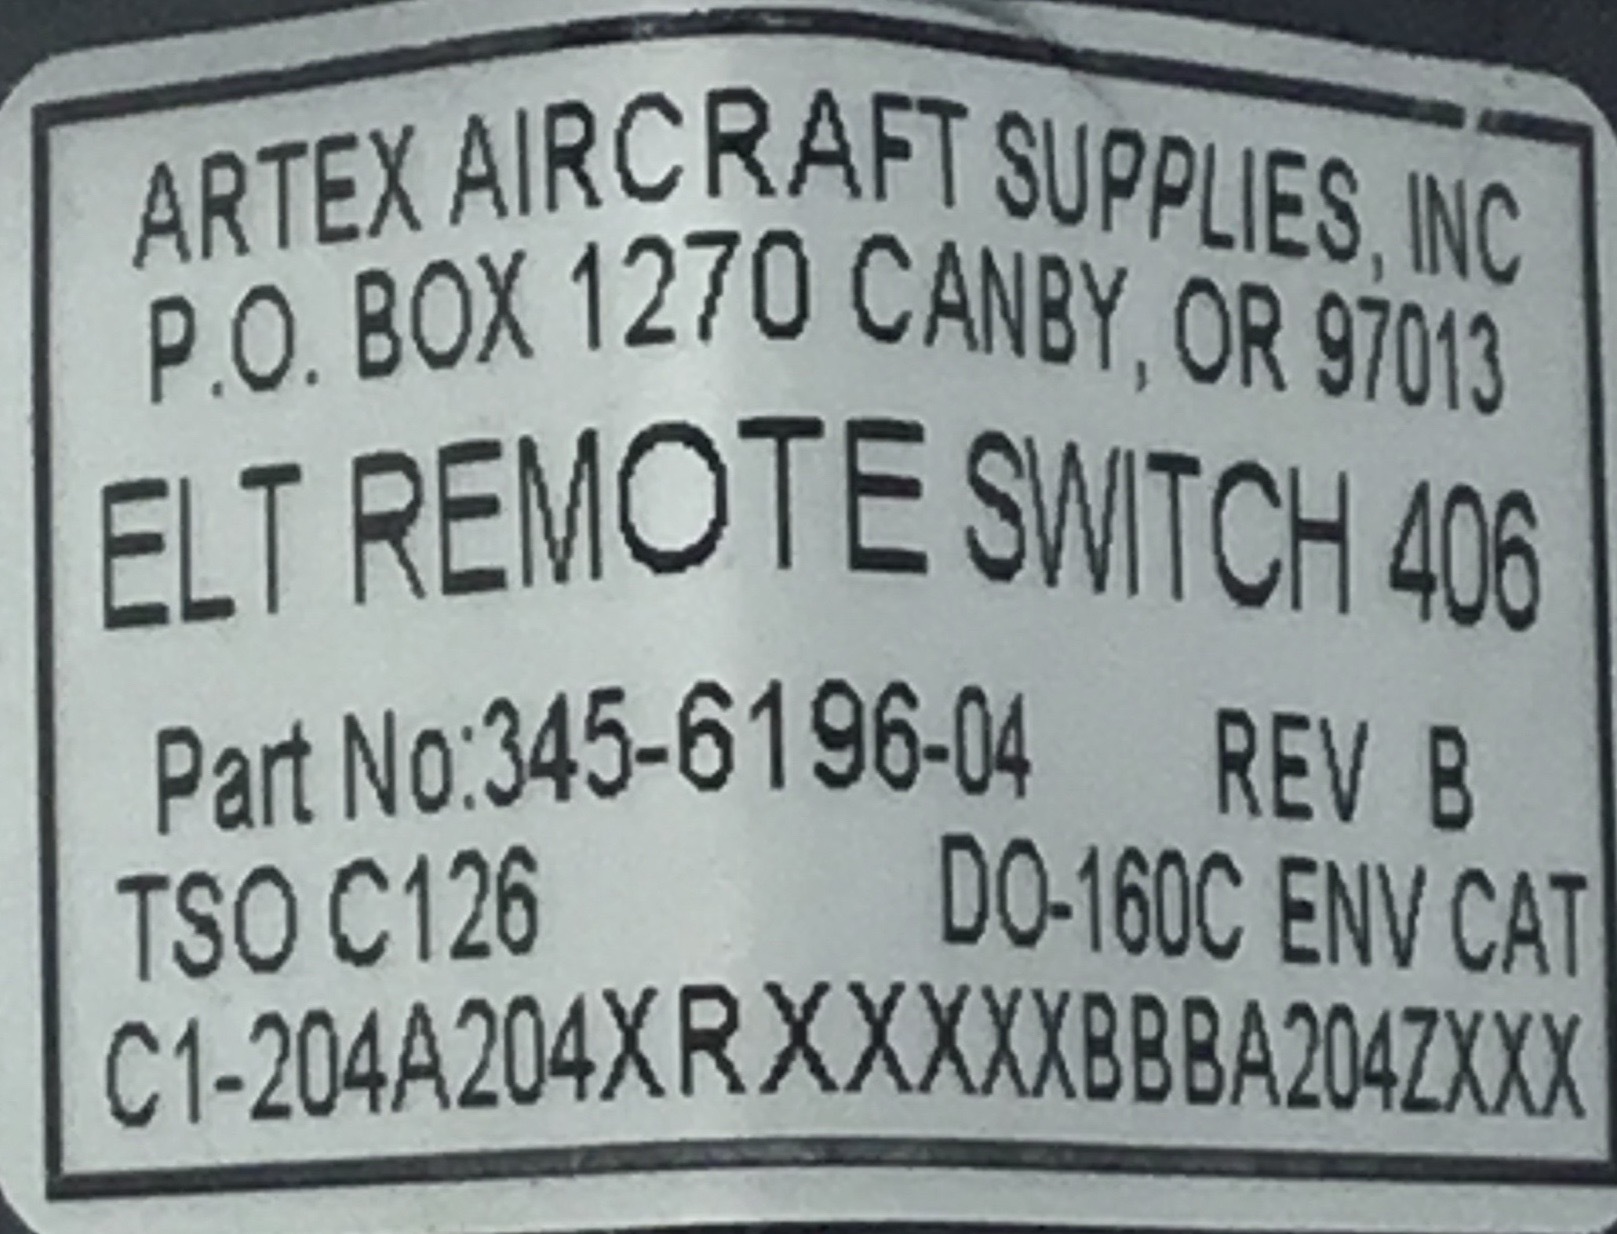 ARTEX AIRCRAFT SUPPLIES, INC
P.O. BOX 1270 CANBY, OR 97013
ELT REMOTE SWITCH 406
Part No:345-6196-04 REV B
TSO C126 DO-160C ENV CAT
C1-204A204XRXXXXXBBBA204ZXXX